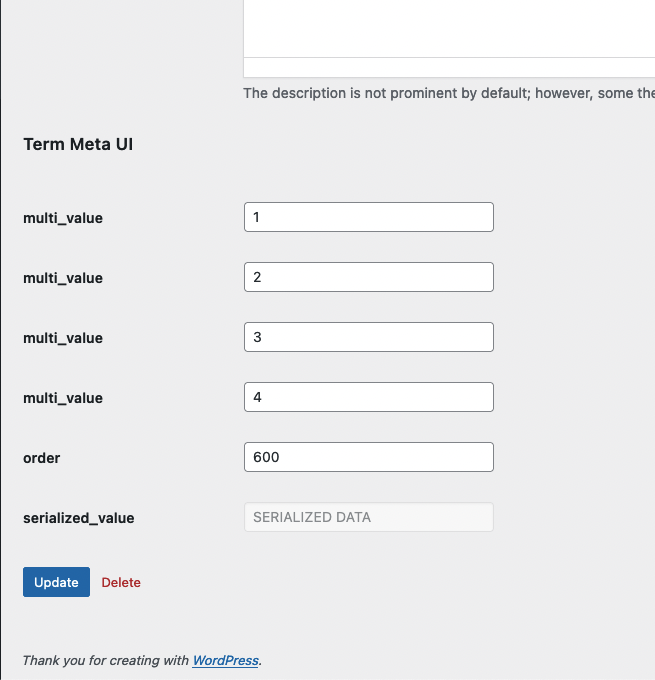 The description is not prominent by default; however, some the
Term Meta UI
multi_value 1
multi_value 2
multi_value 3
multi_value 4
order 600
serialized_value SERIALIZED DATA
Update Delete
Thank you for creating with WordPress.